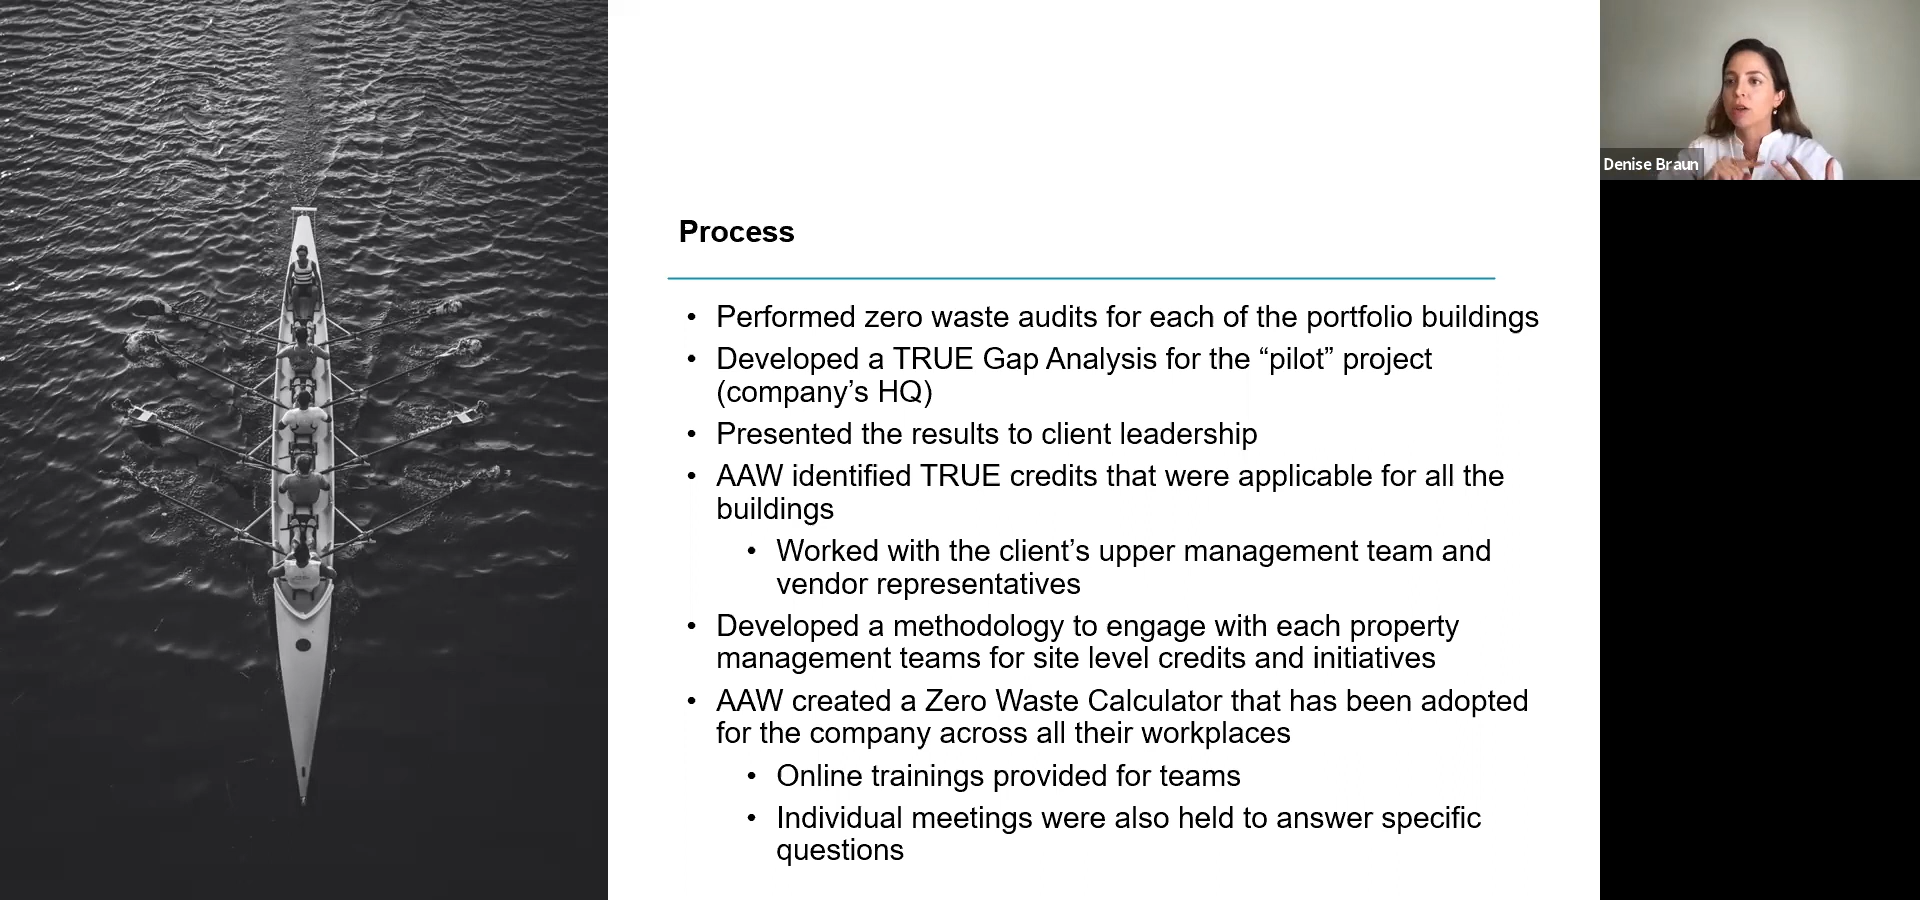 Process
• Performed zero waste audits for each of the portfolio buildings
• Developed a TRUE Gap Analysis for the “pilot” project
(company’s HQ)
• Presented the results to client leadership
• AAW identified TRUE credits that were applicable for all the
buildings
• Worked with the client’s upper management team and
vendor representatives
• Developed a methodology to engage with each property
management teams for site level credits and initiatives
• AAW created a Zero Waste Calculator that has been adopted
for the company across all their workplaces
• Online trainings provided for teams
• Individual meetings were also held to answer specific
questions
Denise Braun